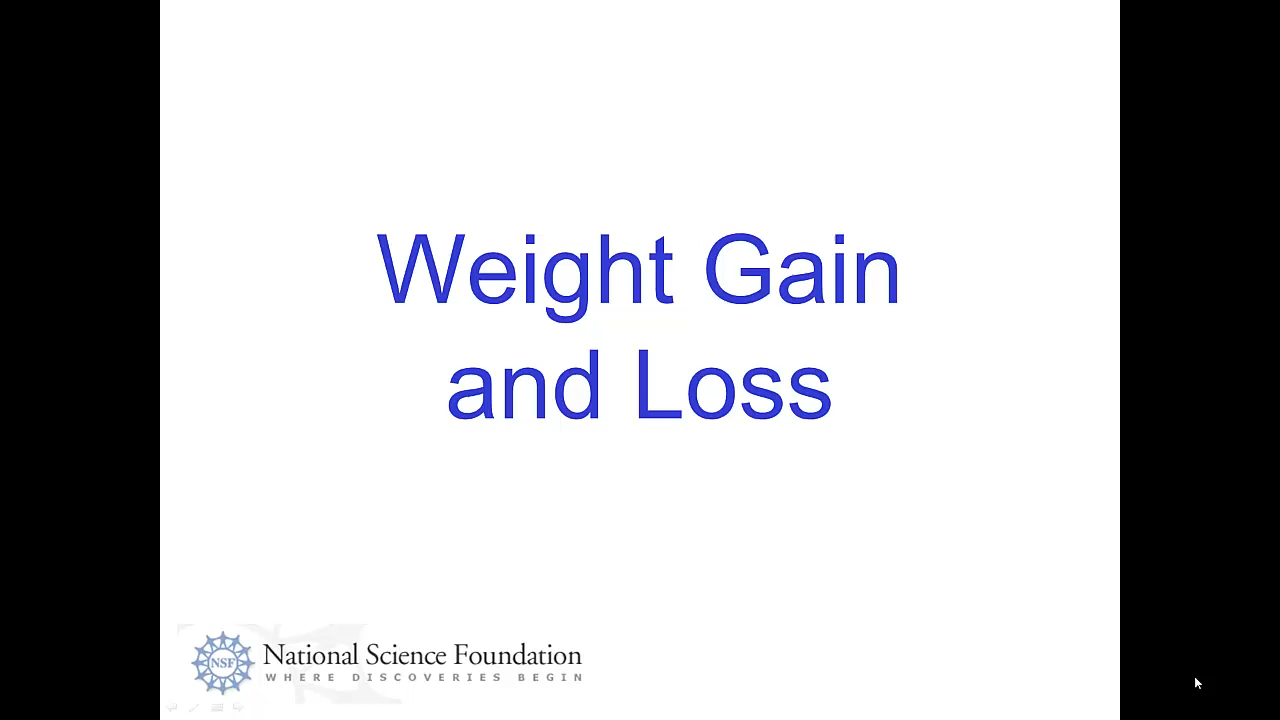 Weight Gain
and Loss
NSF
National Science Foundation
WHERE DISCOVERIES BEGIN